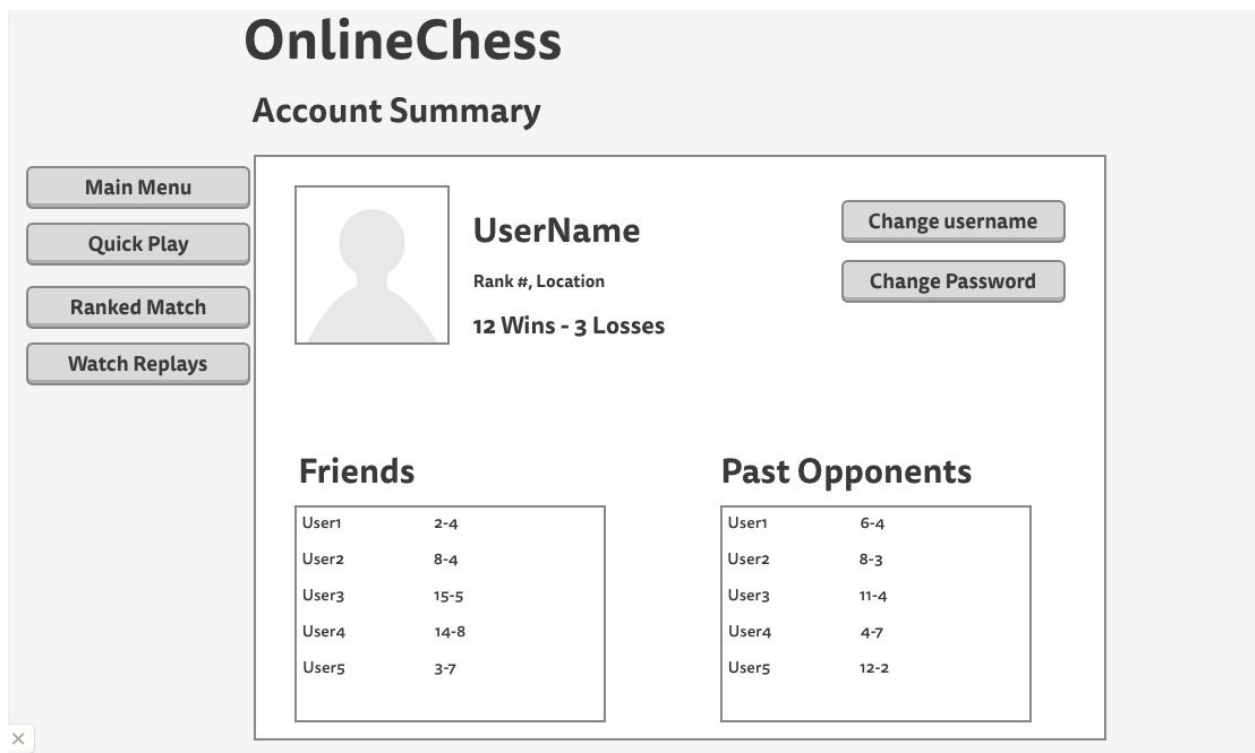 OnlineChess
Account Summary
Main Menu
Quick Play
Ranked Match
Watch Replays
UserName
Rank #, Location
12 Wins - 3 Losses
Change username
Change Password
Friends
User1 2-4
User2 8-4
User3 15-5
User4 14-8
User5 3-7
Past Opponents
User1 6-4
User2 8-3
User3 11-4
User4 4-7
User5 12-2